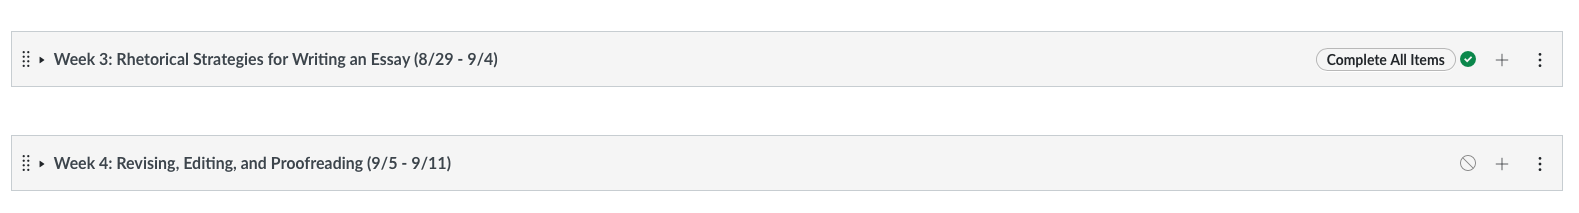 Week 3: Rhetorical Strategies for Writing an Essay (8/29 - 9/4)
Complete All Items
Week 4: Revising, Editing, and Proofreading (9/5 - 9/11)